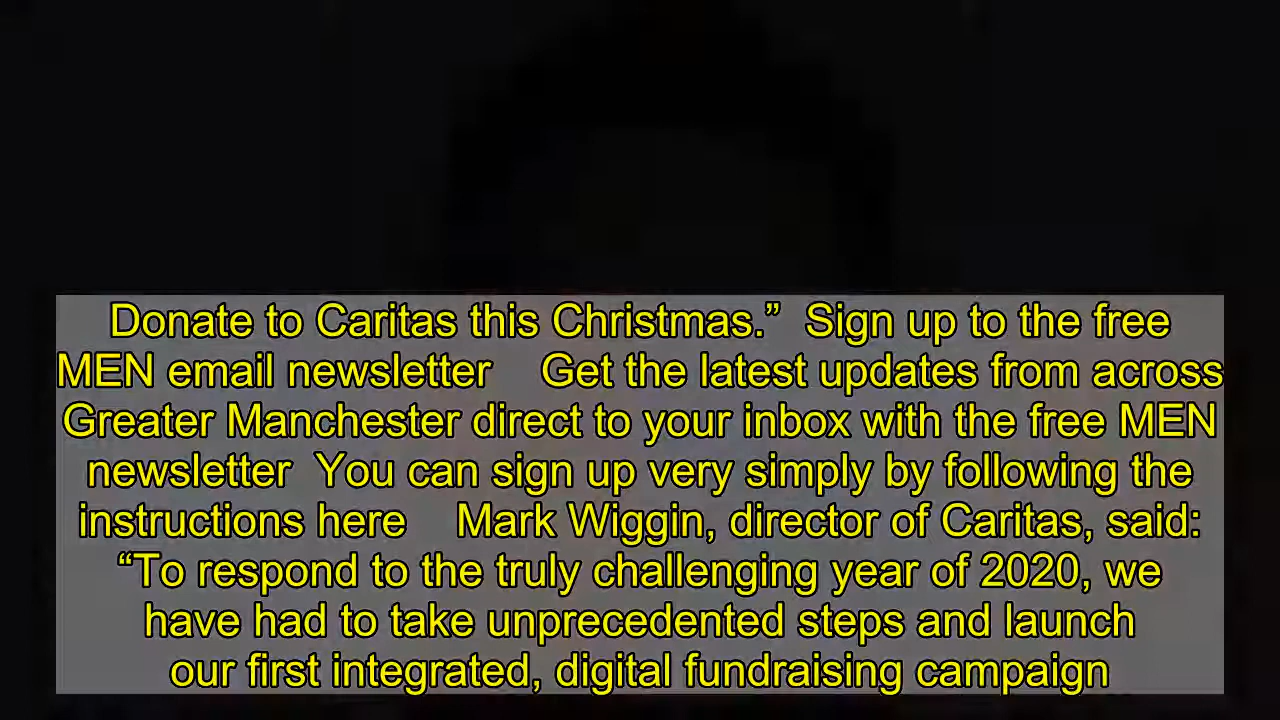 Donate to Caritas this Christmas.”  Sign up to the free
MEN email newsletter    Get the latest updates from across
Greater Manchester direct to your inbox with the free MEN
newsletter  You can sign up very simply by following the
instructions here    Mark Wiggin, director of Caritas, said:
“To respond to the truly challenging year of 2020, we
have had to take unprecedented steps and launch
our first integrated, digital fundraising campaign